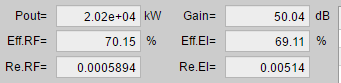 Pout= 2.02e+04 kW Gain= 50.04 dB
Eff.RF= 70.15 % Eff.El= 69.11 %
Re.RF= 0.0005894 Re.El= 0.00514